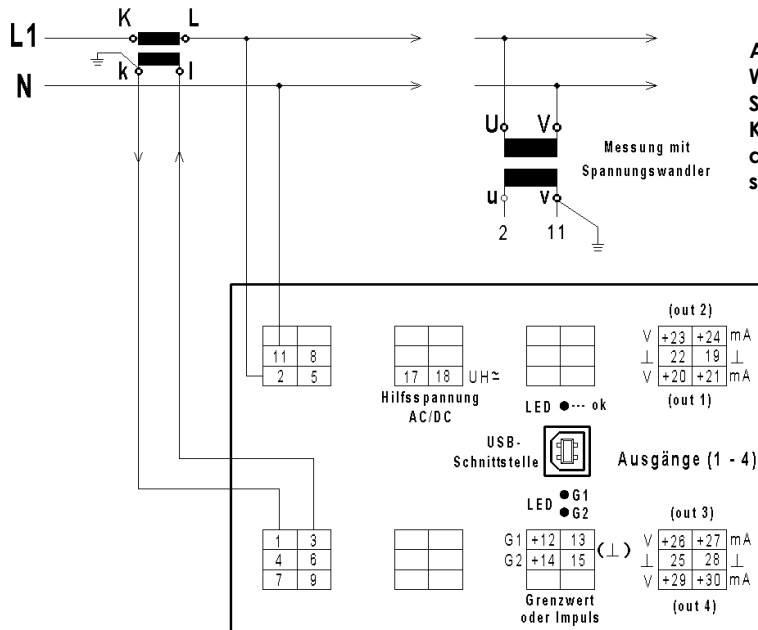 K L
L1
k l
N
U V
Messung mit
Spannungswandler
u v
2 11
A
W
S
K
c
s
(out 2)
V +23 +24 mA
11 8
⊥ 22 19 ⊥
2 5
17 18 UH≂
V +20 +21 mA
Hilfsspannung
AC/DC
LED ● --- ok
(out 1)
USB-
Schnittstelle
Ausgänge (1 - 4)
LED ● G1
● G2
(out 3)
1 3
G1 +12 13 (⊥)
V +26 +27 mA
4 6
G2 +14 15
⊥ 25 28 ⊥
7 9
V +29 +30 mA
Grenzwert
oder Impuls
(out 4)